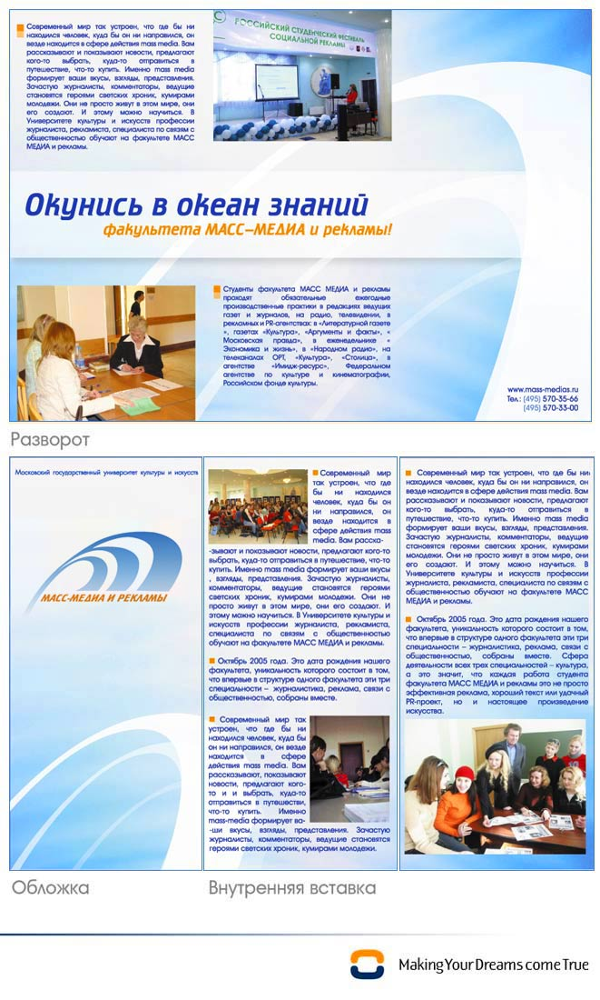 Современный мир так устроен, что где бы ни
находился человек, куда бы он ни направился, он
везде находится в сфере действия mass media. Вам
рассказывают и показывают новости, предлагают
кого-то выбрать, куда-то отправиться в
путешествие, что-то купить. Именно mass media
формирует ваши вкусы, взгляды, представления.
Зачастую журналисты, комментаторы, ведущие
становятся героями светских хроник, кумирами
молодежи. Они не просто живут в этом мире, они
его создают. И этому можно научиться. В
Университете культуры и искусств профессии
журналиста, рекламиста, специалиста по связям с
общественностью обучают на факультете МАСС
МЕДИА и рекламы.
РОССИЙСКИЙ СТУДЕНЧЕСКИЙ ФЕСТИВАЛЬ
СОЦИАЛЬНОЙ РЕКЛАМЫ
Окунись в океан знаний
факультета МАСС-МЕДИА и рекламы!
Студенты факультета МАСС МЕДИА и рекламы
проходят обязательные ежегодные
производственные практики в редакциях ведущих
газет и журналов, на радио, телевидении, в
рекламных и PR-агентствах: в «Литературной газете
», газетах «Культура», «Аргументы и факты», «
Московская правда», в еженедельнике «
Экономика и жизнь», в «Народном радио», на
телеканалах ОРТ, «Культура», «Столица», в
агентстве «Имидж-ресурс», Федеральном
агентстве по культуре и кинематографии,
Российском фонде культуры.
www.mass-medias.ru
Тел.: (495) 570-35-66
(495) 570-33-00
Разворот
Московский государственный университет культуры и искусств
МАСС-МЕДИА И РЕКЛАМЫ
Обложка
Современный мир
так устроен, что где
бы ни находился
человек, куда бы он
ни направился, он
везде находится в
сфере действия mass
media. Вам расска-
-зывают и показывают новости, предлагают кого-то
выбрать, куда-то отправиться в путешествие, что-то
купить. Именно mass media формирует ваши вкусы
, взгляды, представления. Зачастую журналисты,
комментаторы, ведущие становятся героями
светских хроник, кумирами молодежи. Они не
просто живут в этом мире, они его создают. И
этому можно научиться. В Университете культуры и
искусств профессии журналиста, рекламиста,
специалиста по связям с общественностью
обучают на факультете МАСС МЕДИА и рекламы.
Октябрь 2005 года. Это дата рождения нашего
факультета, уникальность которого состоит в том,
что впервые в структуре одного факультета эти три
специальности – журналистика, реклама, связи с
общественностью, собраны вместе.
Современный мир так
устроен, что где бы ни
находился человек, куда бы
он ни направился, он везде
находится в сфере
действия mass media. Вам
рассказывают, показывают
новости, предлагают кого-
то и и выбрать, куда-то
отправиться в путешестви,
что-то купить. Именно
mass-media формирует ва-
-ши вкусы, взгляды, представления. Зачастую
журналисты, комментаторы, ведущие становятся
героями светских хроник, кумирами молодежи.
Внутренняя вставка
Современный мир так устроен, что где бы ни
находился человек, куда бы он ни направился, он
везде находится в сфере действия mass media. Вам
рассказывают и показывают новости, предлагают
кого-то выбрать, куда-то отправиться в
путешествие, что-то купить. Именно mass media
формирует ваши вкусы, взгляды, представления.
Зачастую журналисты, комментаторы, ведущие
становятся героями светских хроник, кумирами
молодежи. Они не просто живут в этом мире, они
его создают. И этому можно научиться. В
Университете культуры и искусств профессии
журналиста, рекламиста, специалиста по связям с
общественностью обучают на факультете МАСС
МЕДИА и рекламы.
Октябрь 2005 года. Это дата рождения нашего
факультета, уникальность которого состоит в том,
что впервые в структуре одного факультета эти три
специальности – журналистика, реклама, связи с
общественностью, собраны вместе. Сфера
деятельности всех трех специальностей – культура,
а это значит, что каждая работа студента
факультета МАСС МЕДИА и рекламы это не просто
эффективная реклама, хороший текст или удачный
PR-проект, но и настоящее произведение
искусства.
Making Your Dreams come True